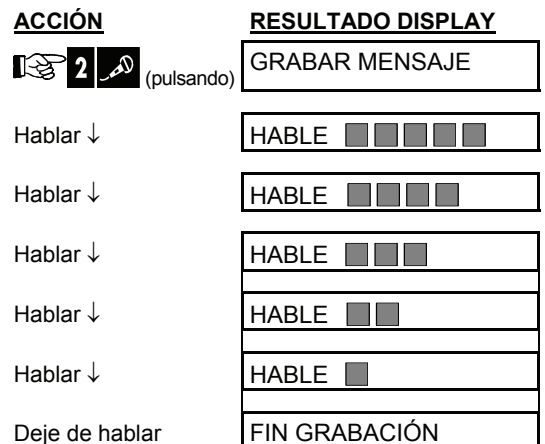 ACCIÓN RESULTADO DISPLAY
2 (pulsando) GRABAR MENSAJE
Hablar ↓ HABLE
Hablar ↓ HABLE
Hablar ↓ HABLE
Hablar ↓ HABLE
Hablar ↓ HABLE
Deje de hablar FIN GRABACIÓN